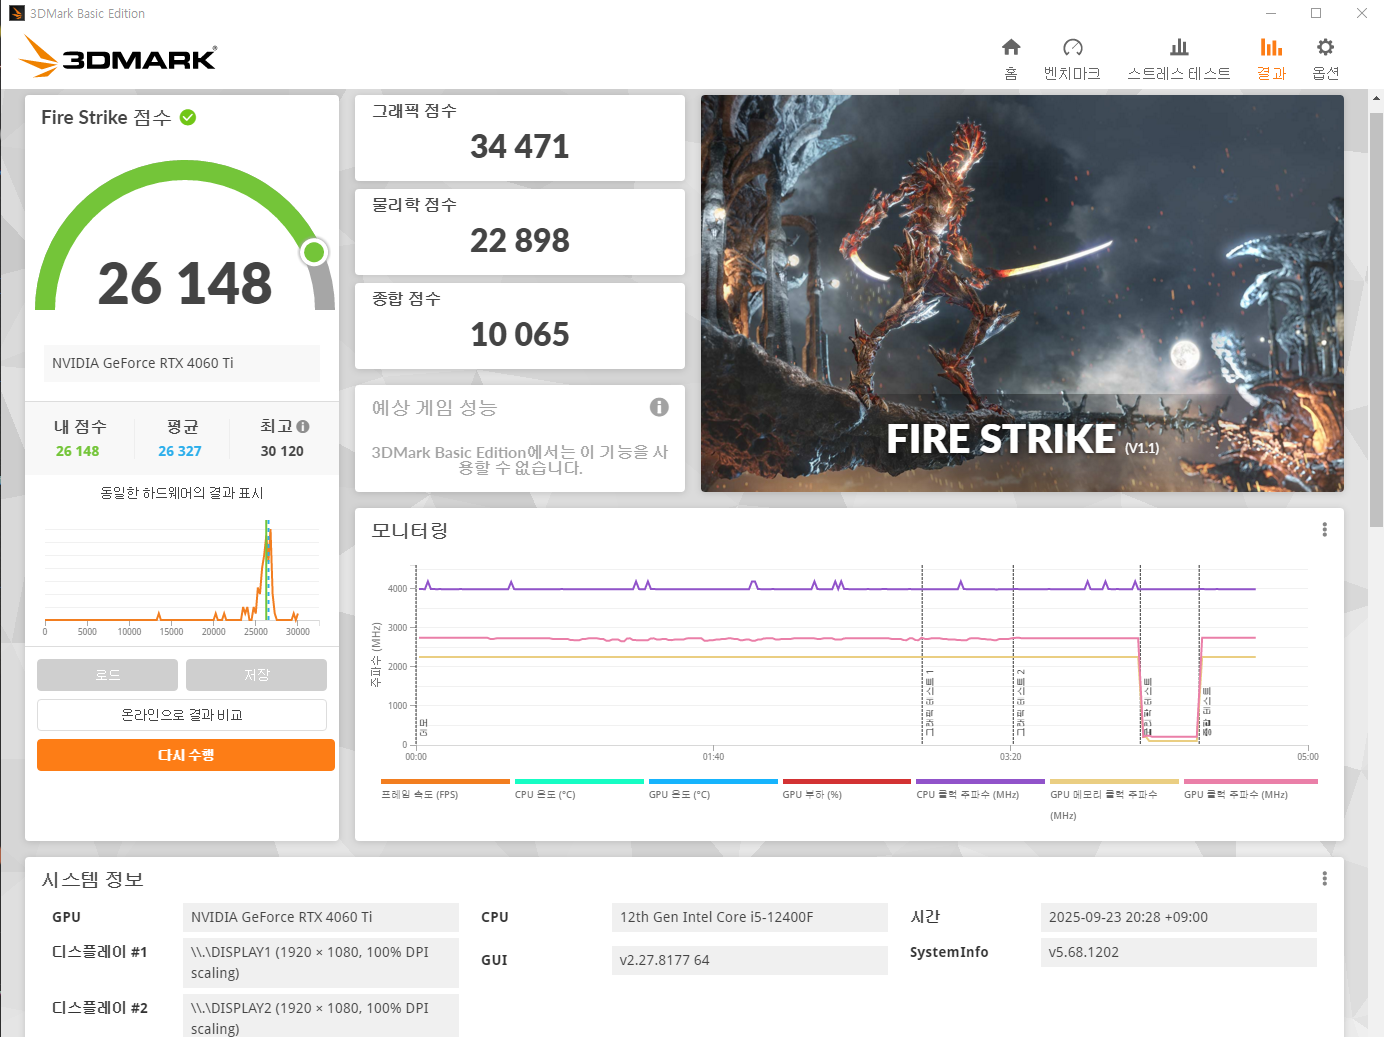 3DMark Basic Edition
3DMARK
홈
벤치마크
스트레스 테스트
결과
옵션
Fire Strike 점수
26 148
NVIDIA GeForce RTX 4060 Ti
내 점수
평균
최고
26 148
26 327
30 120
동일한 하드웨어의 결과 표시
0 5000 10000 15000 20000 25000 30000
로드
저장
온라인으로 결과 비교
다시 수행
그래픽 점수
34 471
물리학 점수
22 898
종합 점수
10 065
예상 게임 성능
3DMark Basic Edition에서는 이 기능을 사
용할 수 없습니다.
FIRE STRIKE (V1.1)
모니터링
주파수 (MHz)
4000
3000
2000
1000
0
데모
그래픽 테스트 1
그래픽 테스트 2
물리학 테스트
종합 테스트
00:00 01:40 03:20 05:00
프레임 속도 (FPS)
CPU 온도 (°C)
GPU 온도 (°C)
GPU 부하 (%)
CPU 클럭 주파수 (MHz)
GPU 메모리 클럭 주파수
(MHz)
GPU 클럭 주파수 (MHz)
시스템 정보
GPU
NVIDIA GeForce RTX 4060 Ti
CPU
12th Gen Intel Core i5-12400F
시간
2025-09-23 20:28 +09:00
디스플레이 #1
\\.\DISPLAY1 (1920 × 1080, 100% DPI
scaling)
GUI
v2.27.8177 64
SystemInfo
v5.68.1202
디스플레이 #2
\\.\DISPLAY2 (1920 × 1080, 100% DPI
scaling)